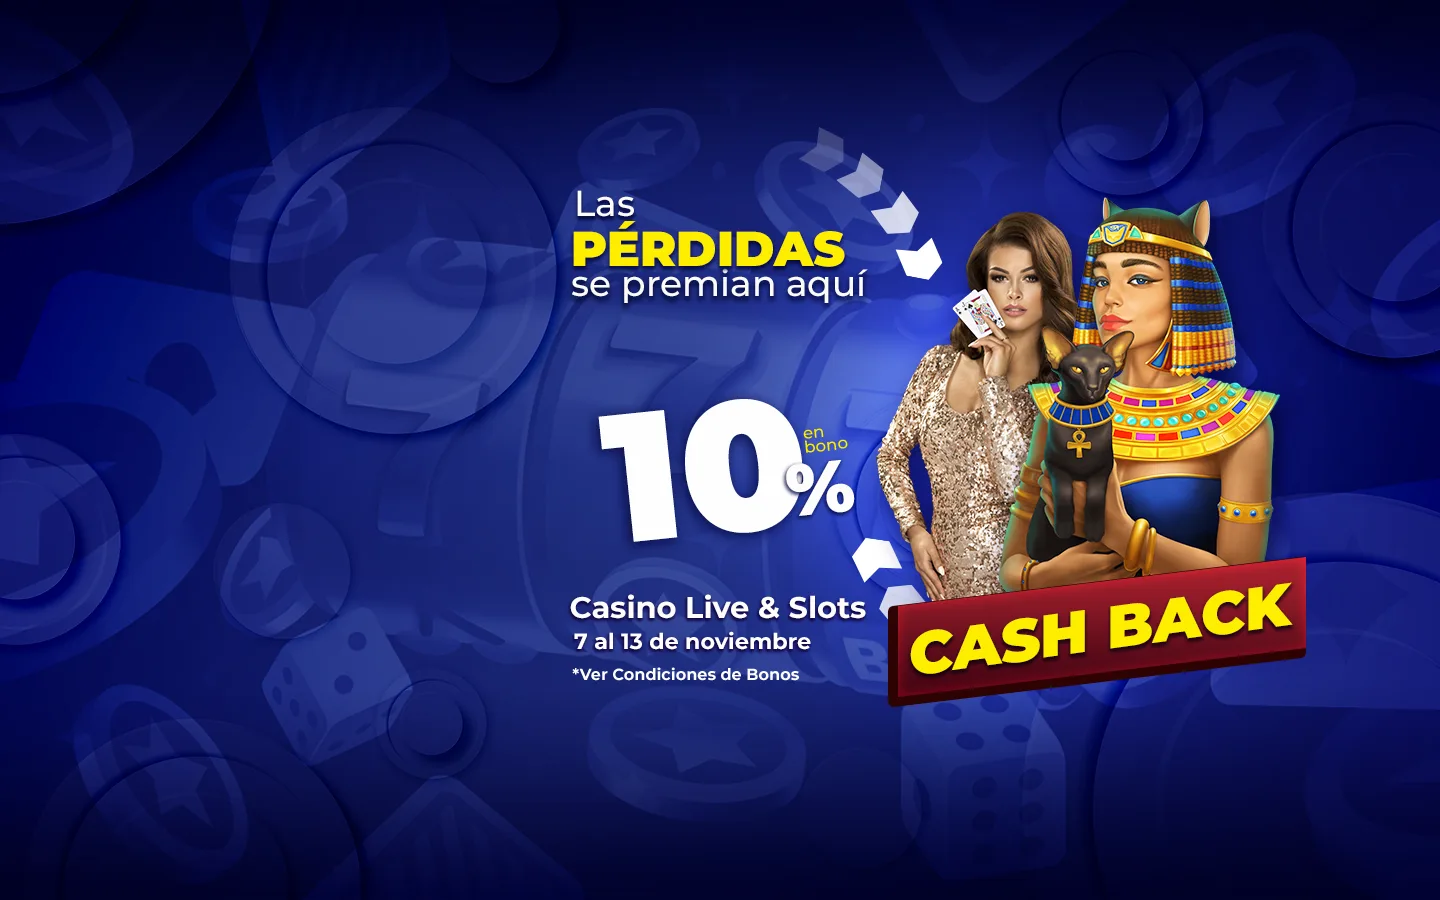 Las
PÉRDIDAS
se premian aquí
10%
en
bono
Casino Live & Slots
7 al 13 de noviembre
*Ver Condiciones de Bonos
CASH BACK